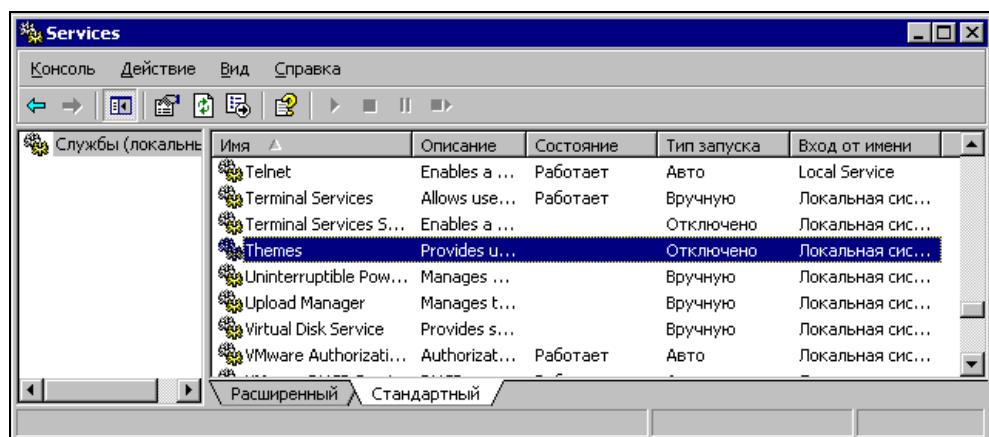 Services
Консоль Действие Вид Справка
Службы (локальнь
Имя Описание Состояние Тип запуска Вход от имени
Telnet Enables a ... Работает Авто Local Service
Terminal Services Allows use... Работает Вручную Локальная сис...
Terminal Services S... Enables a ... Отключено Локальная сис...
Themes Provides u... Отключено Локальная сис...
Uninterruptible Pow... Manages ... Вручную Локальная сис...
Upload Manager Manages t... Вручную Локальная сис...
Virtual Disk Service Provides s... Вручную Локальная сис...
VMware Authorizati... Authorizat... Работает Авто Локальная сис...
Расширенный Стандартный